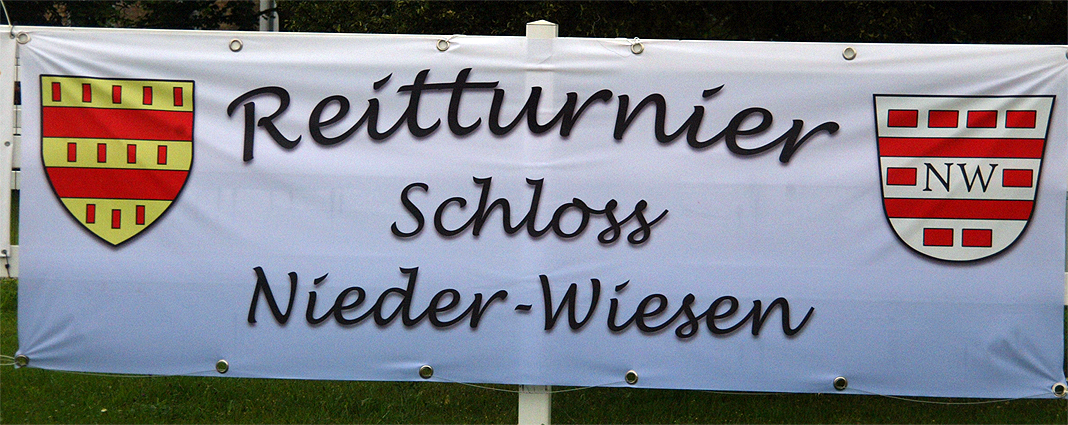 Reitturnier
Schloss
Nieder-Wiesen
NW